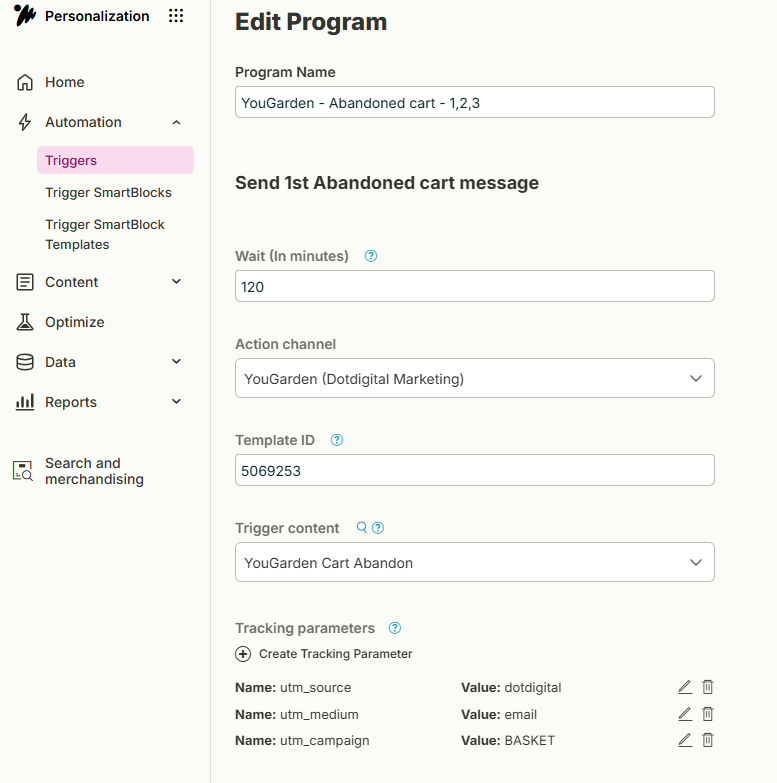 Personalization
Home
Automation
Triggers
Trigger SmartBlocks
Trigger SmartBlock
Templates
Content
Optimize
Data
Reports
Search and
merchandising
Edit Program
Program Name
YouGarden - Abandoned cart - 1,2,3
Send 1st Abandoned cart message
Wait (In minutes) ?
120
Action channel
YouGarden (Dotdigital Marketing)
Template ID ?
5069253
Trigger content ?
YouGarden Cart Abandon
Tracking parameters ?
Create Tracking Parameter
Name: utm_source Value: dotdigital
Name: utm_medium Value: email
Name: utm_campaign Value: BASKET